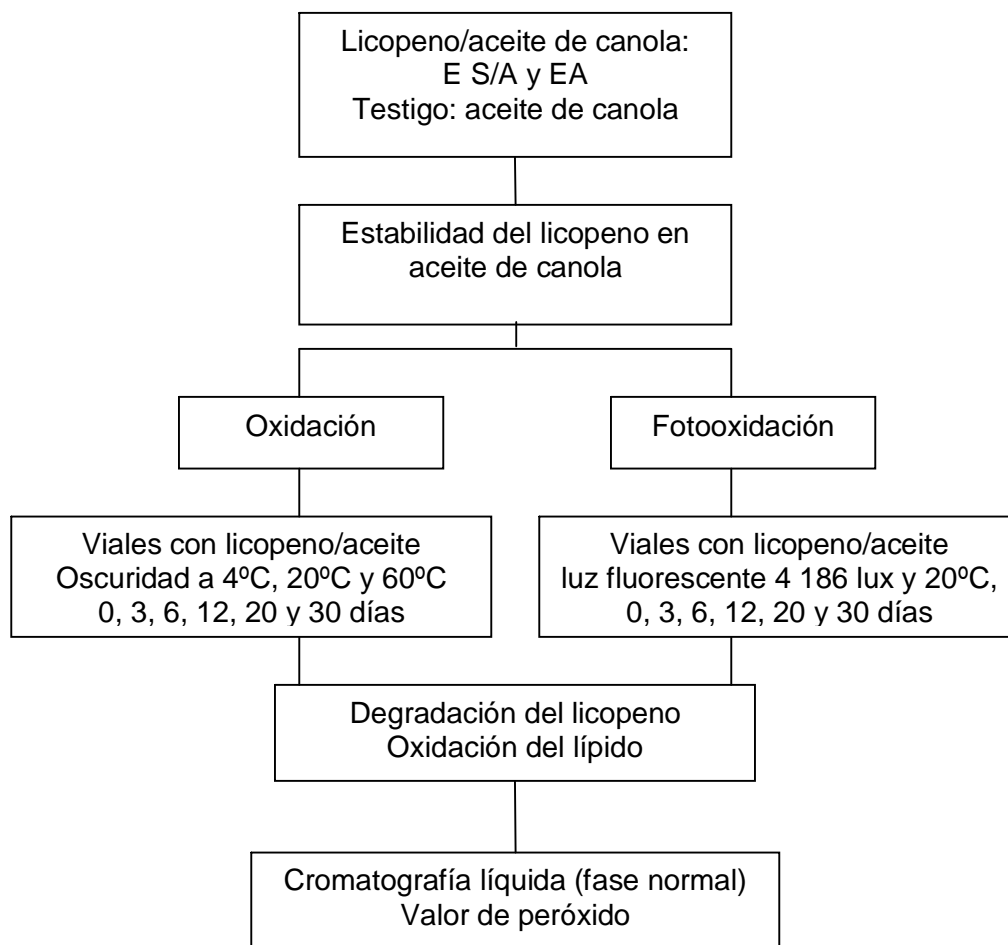 Licopeno/aceite de canola:
E S/A y EA
Testigo: aceite de canola
Estabilidad del licopeno en
aceite de canola
Oxidación
Fotooxidación
Viales con licopeno/aceite
Oscuridad a 4ºC, 20ºC y 60ºC
0, 3, 6, 12, 20 y 30 días
Viales con licopeno/aceite
luz fluorescente 4 186 lux y 20ºC,
0, 3, 6, 12, 20 y 30 días
Degradación del licopeno
Oxidación del lípido
Cromatografía líquida (fase normal)
Valor de peróxido